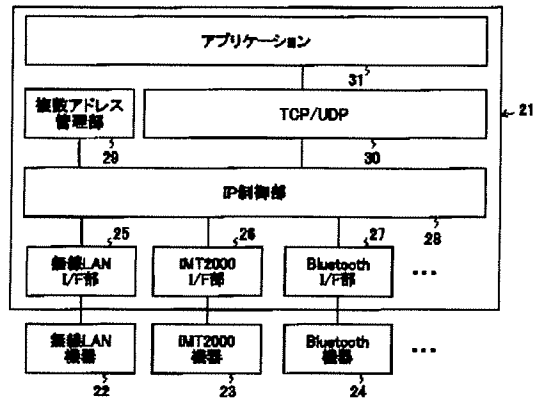 アプリケーション
31
複数アドレス
管理部
29
TCP/UDP
30
21
IP制御部
28
25
26
27
無線LAN
I/F部
IMT2000
I/F部
Bluetooth
I/F部
...
無線LAN
機器
IMT2000
機器
Bluetooth
機器
...
22
23
24